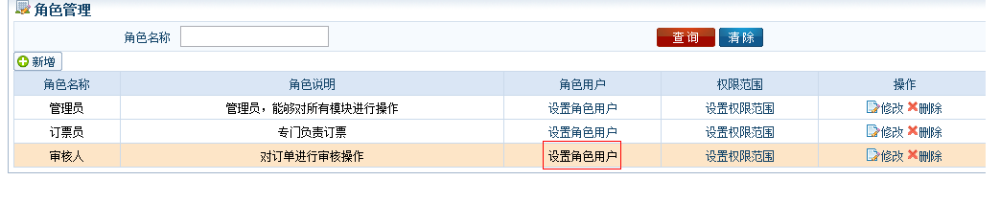 角色管理
角色名称 查询 清除
新增
角色名称 角色说明 角色用户 权限范围 操作
管理员 管理员，能够对所有模块进行操作 设置角色用户 设置权限范围 修改 删除
订票员 专门负责订票 设置角色用户 设置权限范围 修改 删除
审核人 对订单进行审核操作 设置角色用户 设置权限范围 修改 删除